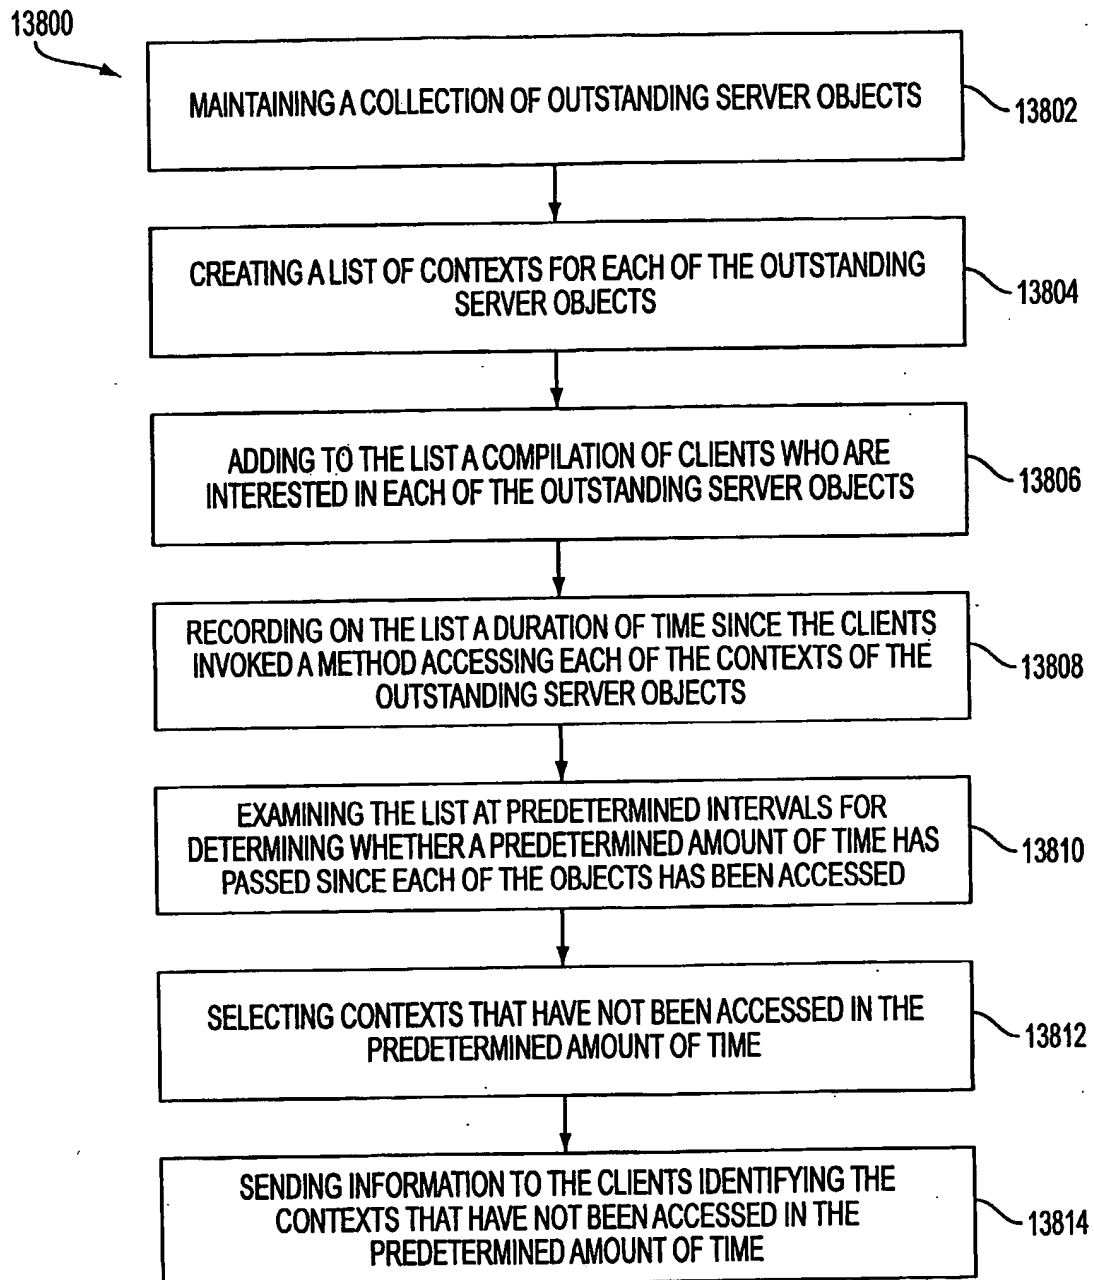 13800
MAINTAINING A COLLECTION OF OUTSTANDING SERVER OBJECTS
13802
CREATING A LIST OF CONTEXTS FOR EACH OF THE OUTSTANDING
SERVER OBJECTS
13804
ADDING TO THE LIST A COMPILATION OF CLIENTS WHO ARE
INTERESTED IN EACH OF THE OUTSTANDING SERVER OBJECTS
13806
RECORDING ON THE LIST A DURATION OF TIME SINCE THE CLIENTS
INVOKED A METHOD ACCESSING EACH OF THE CONTEXTS OF THE
OUTSTANDING SERVER OBJECTS
13808
EXAMINING THE LIST AT PREDETERMINED INTERVALS FOR
DETERMINING WHETHER A PREDETERMINED AMOUNT OF TIME HAS
PASSED SINCE EACH OF THE OBJECTS HAS BEEN ACCESSED
13810
SELECTING CONTEXTS THAT HAVE NOT BEEN ACCESSED IN THE
PREDETERMINED AMOUNT OF TIME
13812
SENDING INFORMATION TO THE CLIENTS IDENTIFYING THE
CONTEXTS THAT HAVE NOT BEEN ACCESSED IN THE
PREDETERMINED AMOUNT OF TIME
13814